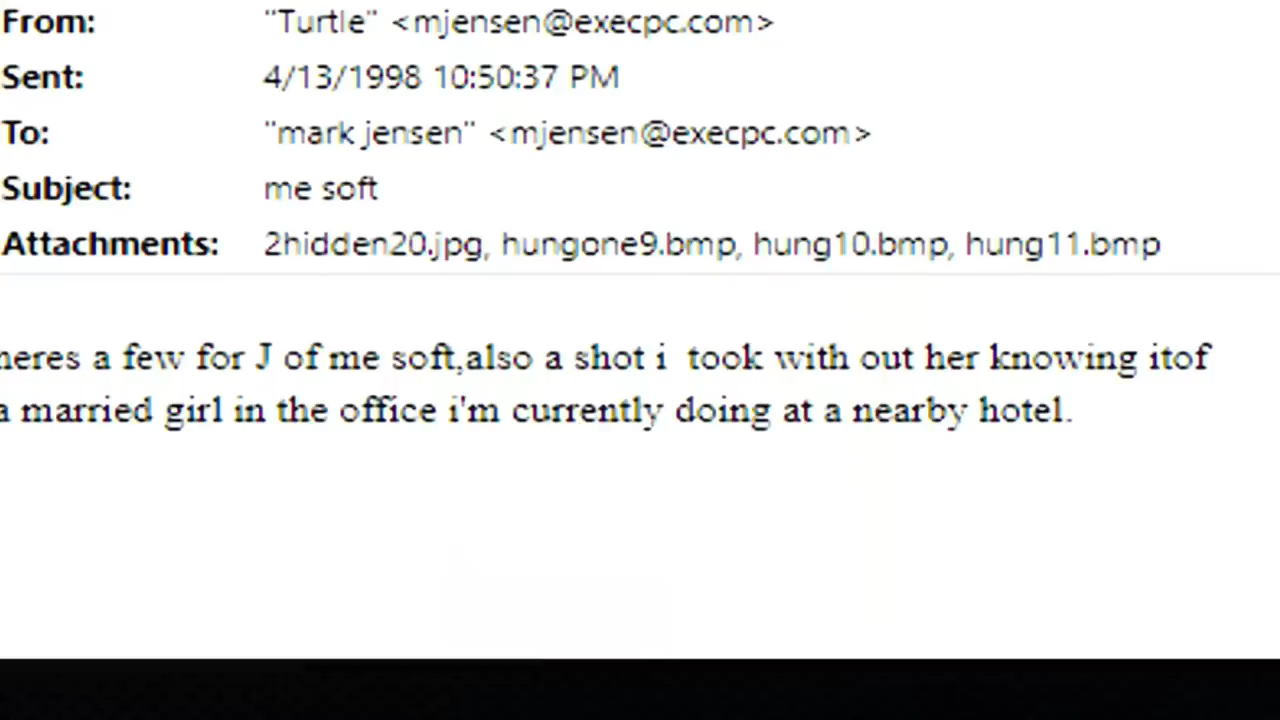 From: "Turtle" <mjensen@execpc.com>
Sent: 4/13/1998 10:50:37 PM
To: "mark jensen" <mjensen@execpc.com>
Subject: me soft
Attachments: 2hidden20.jpg, hungone9.bmp, hung10.bmp, hung11.bmp
heres a few for J of me soft,also a shot i took with out her knowing itof
a married girl in the office i'm currently doing at a nearby hotel.